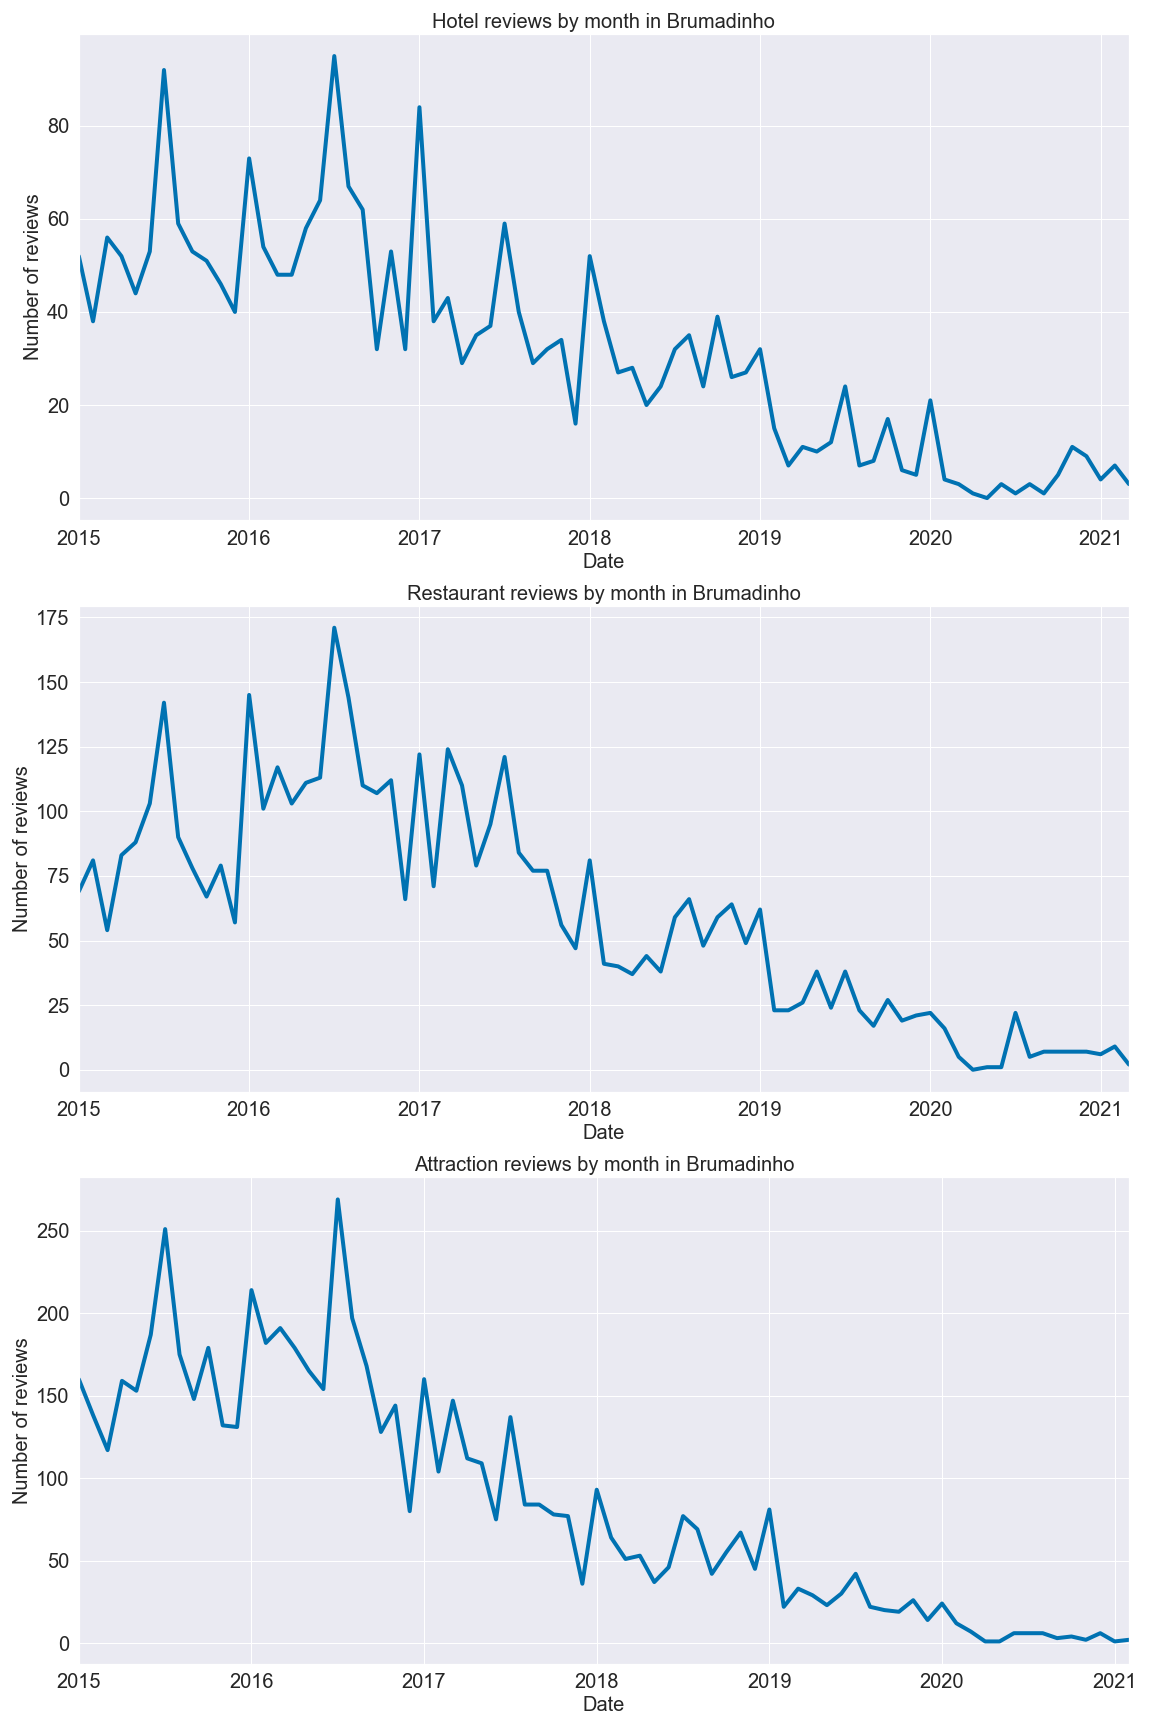 Hotel reviews by month in Brumadinho
Number of reviews
80
60
40
20
0
2015 2016 2017 2018 2019 2020 2021
Date
Restaurant reviews by month in Brumadinho
Number of reviews
175
150
125
100
75
50
25
0
2015 2016 2017 2018 2019 2020 2021
Date
Attraction reviews by month in Brumadinho
Number of reviews
250
200
150
100
50
0
2015 2016 2017 2018 2019 2020 2021
Date